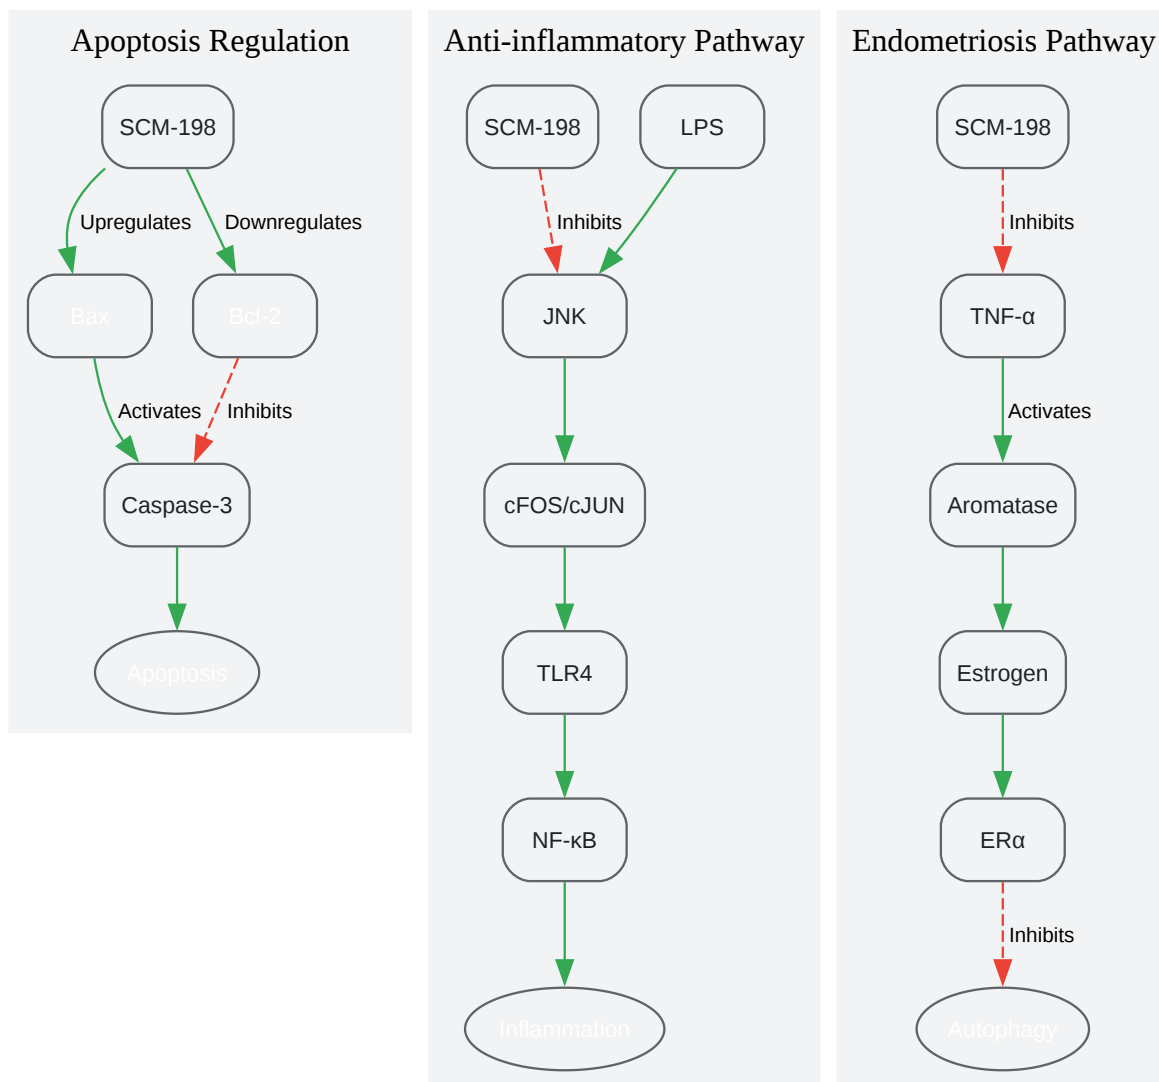 Apoptosis Regulation
SCM-198
Upregulates
Downregulates
Bax
Bcl-2
Activates
Inhibits
Caspase-3
Apoptosis
Anti-inflammatory Pathway
SCM-198
LPS
Inhibits
JNK
cFOS/cJUN
TLR4
NF-κB
Inflammation
Endometriosis Pathway
SCM-198
Inhibits
TNF-α
Activates
Aromatase
Estrogen
ERα
Inhibits
Autophagy